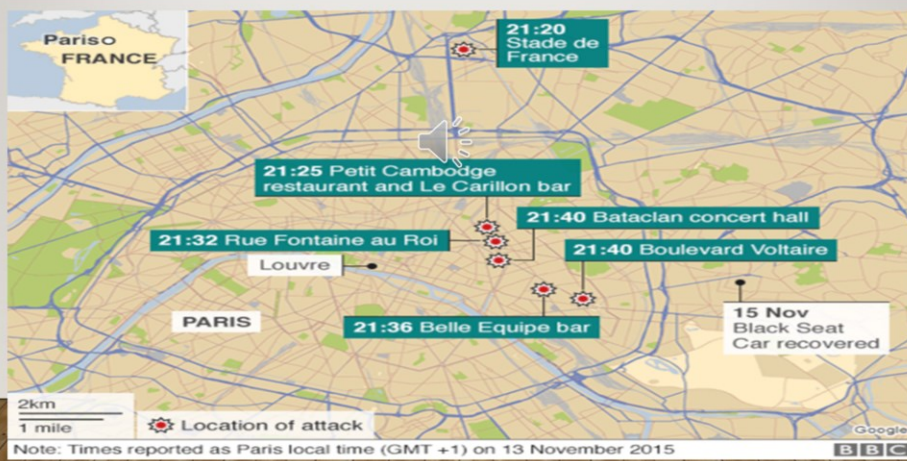 Pariso
FRANCE
21:20
Stade de
France
21:25 Petit Cambodge
restaurant and Le Carillon bar
21:40 Bataclan concert hall
21:32 Rue Fontaine au Roi
21:40 Boulevard Voltaire
Louvre
PARIS
21:36 Belle Equipe bar
15 Nov
Black Seat
Car recovered
2km
1 mile
Location of attack
Google
Note: Times reported as Paris local time (GMT +1) on 13 November 2015
BBC